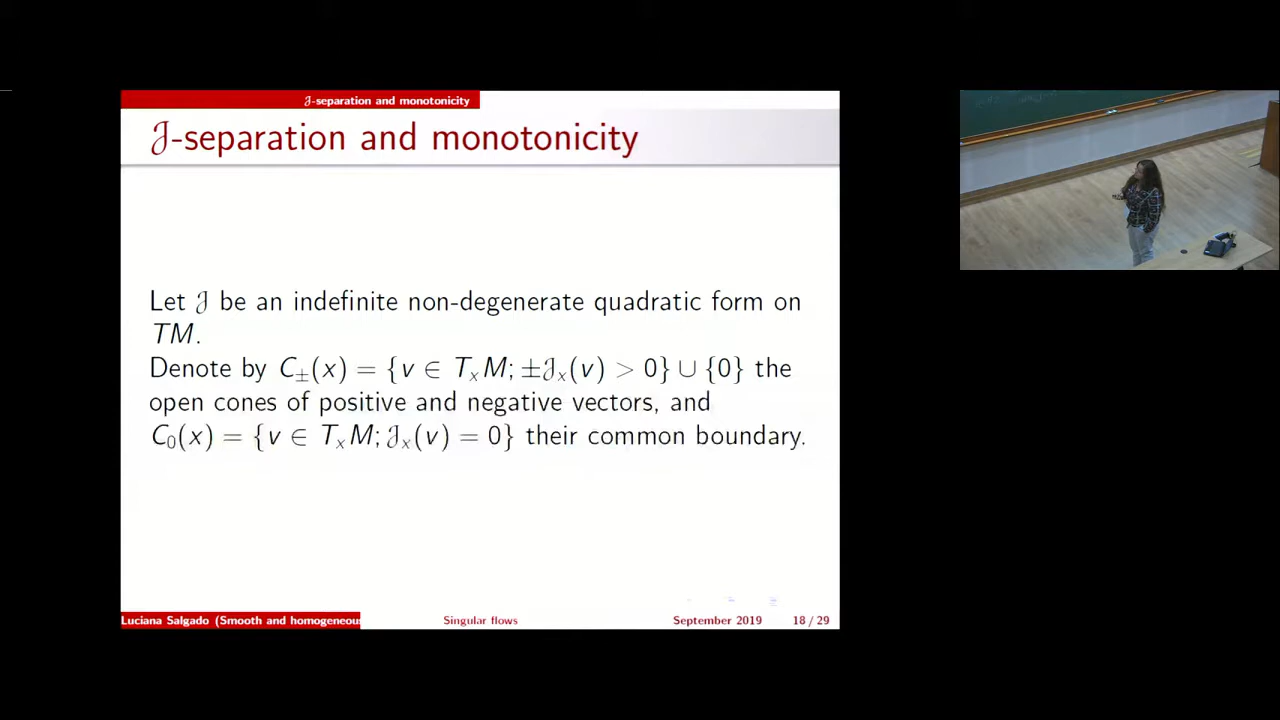 𝒥-separation and monotonicity
𝒥-separation and monotonicity
Let 𝒥 be an indefinite non-degenerate quadratic form on
TM.
Denote by C±(x) = {v ∈ TₓM; ±𝒥ₓ(v) > 0} ∪ {0} the
open cones of positive and negative vectors, and
C₀(x) = {v ∈ TₓM; 𝒥ₓ(v) = 0} their common boundary.
Luciana Salgado (Smooth and homogeneous Singular flows September 2019 18 / 29